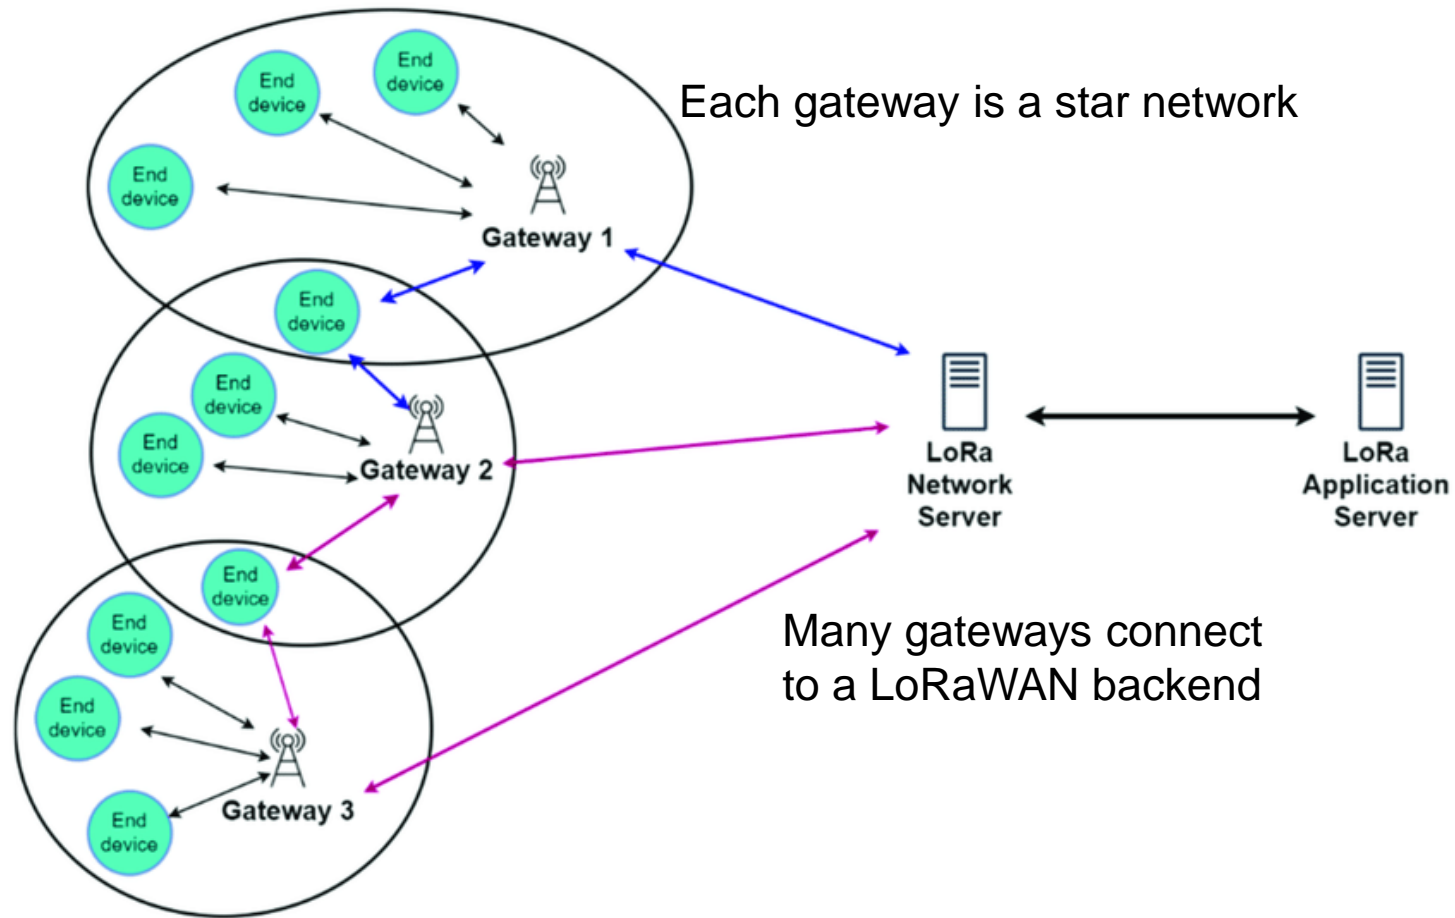 End
device
End
device
Each gateway is a star network
End
device
Gateway 1
End
device
End
device
End
device
Gateway 2
LoRa
Network
Server
LoRa
Application
Server
End
device
End
device
Many gateways connect
to a LoRaWAN backend
End
device
Gateway 3
End
device